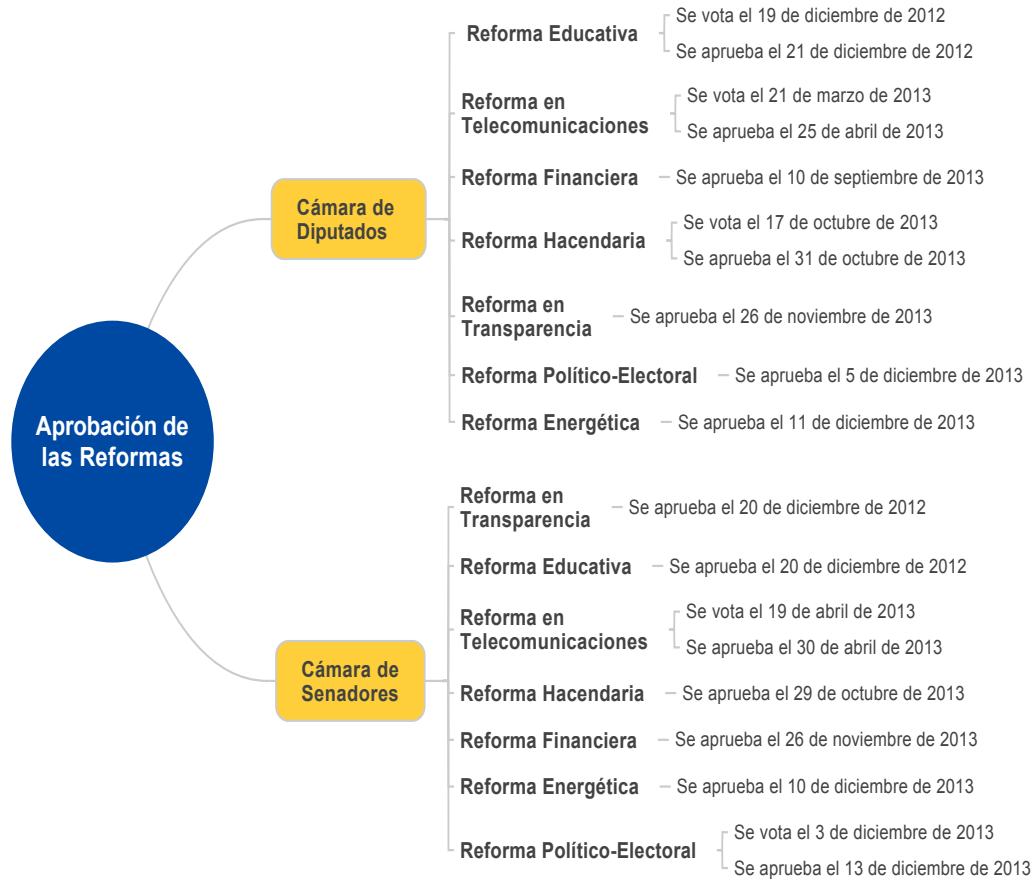 Aprobación de
las Reformas
Cámara de
Diputados
Reforma Educativa
Se vota el 19 de diciembre de 2012
Se aprueba el 21 de diciembre de 2012
Reforma en
Telecomunicaciones
Se vota el 21 de marzo de 2013
Se aprueba el 25 de abril de 2013
Reforma Financiera
Se aprueba el 10 de septiembre de 2013
Reforma Hacendaria
Se vota el 17 de octubre de 2013
Se aprueba el 31 de octubre de 2013
Reforma en
Transparencia
Se aprueba el 26 de noviembre de 2013
Reforma Político-Electoral
Se aprueba el 5 de diciembre de 2013
Reforma Energética
Se aprueba el 11 de diciembre de 2013
Cámara de
Senadores
Reforma en
Transparencia
Se aprueba el 20 de diciembre de 2012
Reforma Educativa
Se aprueba el 20 de diciembre de 2012
Reforma en
Telecomunicaciones
Se vota el 19 de abril de 2013
Se aprueba el 30 de abril de 2013
Reforma Hacendaria
Se aprueba el 29 de octubre de 2013
Reforma Financiera
Se aprueba el 26 de noviembre de 2013
Reforma Energética
Se aprueba el 10 de diciembre de 2013
Reforma Político-Electoral
Se vota el 3 de diciembre de 2013
Se aprueba el 13 de diciembre de 2013